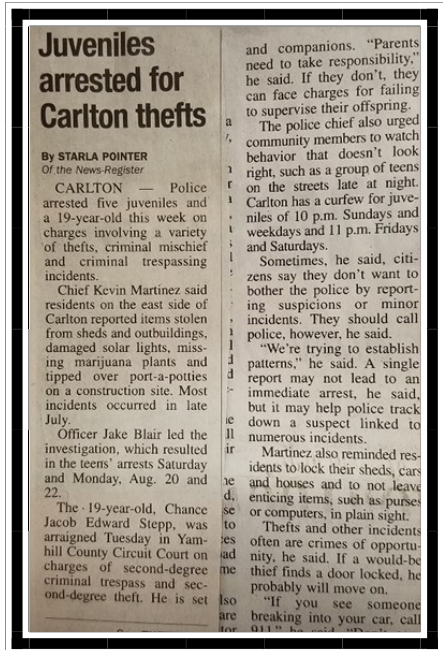 Juveniles
arrested for
Carlton thefts
By STARLA POINTER
Of the News-Register
CARLTON — Police
arrested five juveniles and
a 19-year-old this week on
charges involving a variety
of thefts, criminal mischief
and criminal trespassing
incidents.
Chief Kevin Martinez said
residents on the east side of
Carlton reported items stolen
from sheds and outbuildings,
damaged solar lights, miss-
ing marijuana plants and
tipped over port-a-potties
on a construction site. Most
incidents occurred in late
July.
Officer Jake Blair led the
investigation, which resulted
in the teens' arrests Saturday
and Monday, Aug. 20 and
22.
The 19-year-old, Chance
Jacob Edward Stepp, was
arraigned Tuesday in Yam-
hill County Circuit Court on
charges of second-degree
criminal trespass and sec-
ond-degree theft. He is set
and companions. "Parents
need to take responsibility,"
he said. If they don't, they
can face charges for failing
to supervise their offspring.
The police chief also urged
community members to watch
behavior that doesn't look
right, such as a group of teens
on the streets late at night.
Carlton has a curfew for juve-
niles of 10 p.m. Sundays and
weekdays and 11 p.m. Fridays
and Saturdays.
Sometimes, he said, citi-
zens say they don't want to
bother the police by report-
ing suspicions or minor
incidents. They should call
police, however, he said.
"We're trying to establish
patterns," he said. A single
report may not lead to an
immediate arrest, he said,
but it may help police track
down a suspect linked to
numerous incidents.
Martinez also reminded res-
idents to lock their sheds, cars
and houses and to not leave
enticing items, such as purses
or computers, in plain sight.
Thefts and other incidents
often are crimes of opportu-
nity, he said. If a would-be
thief finds a door locked, he
probably will move on.
"If you see someone
breaking into your car, call